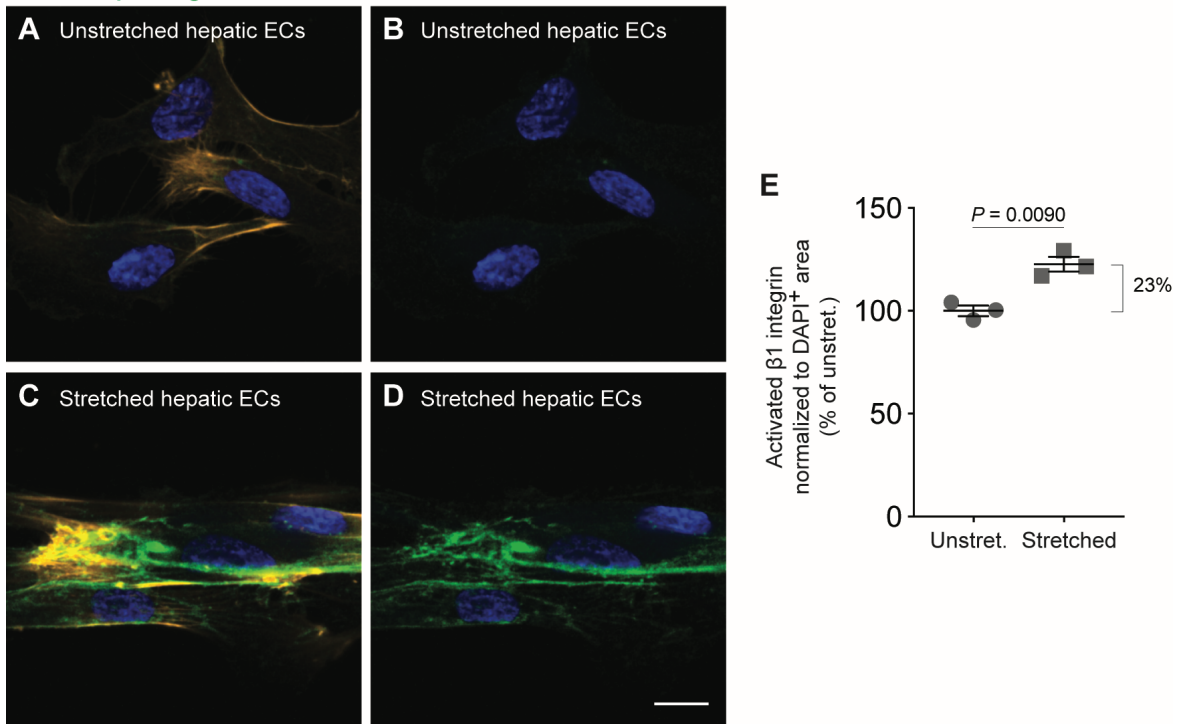 A Unstretched hepatic ECs
B Unstretched hepatic ECs
C Stretched hepatic ECs
D Stretched hepatic ECs
E
Activated β1 integrin
normalized to DAPI⁺ area
(% of unstret.)
150
100
50
0
P = 0.0090
23%
Unstret. Stretched